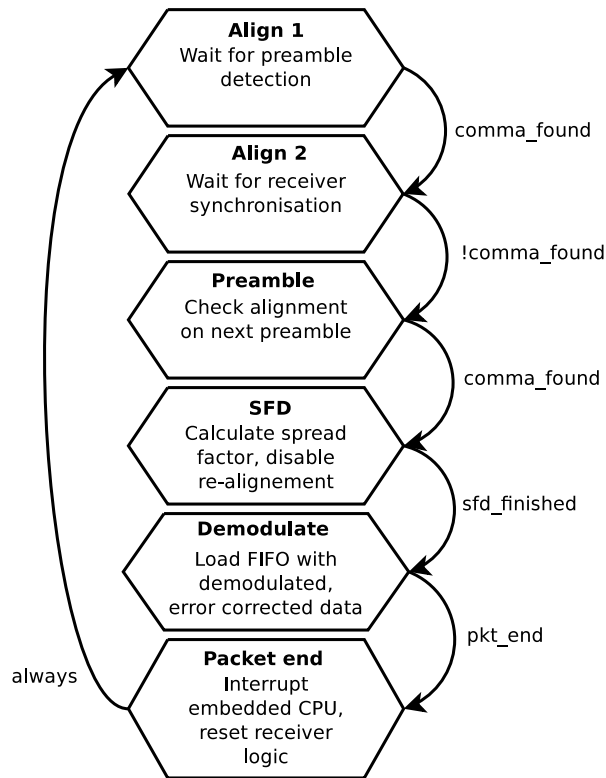 Align 1
Wait for preamble
detection
comma_found
Align 2
Wait for receiver
synchronisation
!comma_found
Preamble
Check alignment
on next preamble
comma_found
SFD
Calculate spread
factor, disable
re-alignement
sfd_finished
Demodulate
Load FIFO with
demodulated,
error corrected data
pkt_end
Packet end
Interrupt
embedded CPU,
reset receiver
logic
always